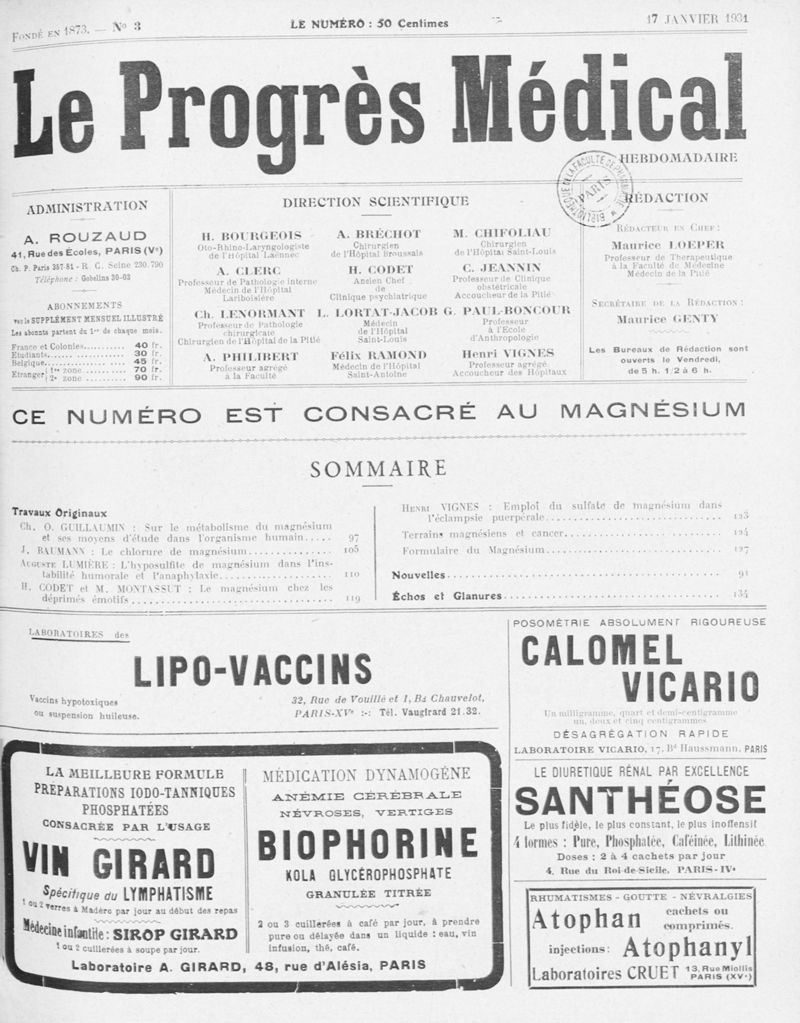 FONDÉ EN 1873. — No 3
LE NUMÉRO : 50 Centimes
17 JANVIER 1931
Le Progrès Médical
HEBDOMADAIRE
BIBLIOTHÈQUE DE LA FACULTÉ DE PHARMACIE
PARIS
ADMINISTRATION
A. ROUZAUD
41, Rue des Écoles, PARIS (Ve)
Ch. P. Paris 357-81 - R. C. Seine 230.790
Téléphone : Gobelins 30-03
ABONNEMENTS
avec le SUPPLÉMENT MENSUEL ILLUSTRÉ
Les abonnts partent du 1er de chaque mois.
France et Colonies.......... 40 fr.
Etudiants................ 30 fr.
Belgique................ 45 fr.
Etranger 1re zone.......... 70 fr.
2e zone.......... 90 fr.
DIRECTION SCIENTIFIQUE
H. BOURGEOIS
Oto-Rhino-Laryngologiste
de l'Hôpital Laënnec
A. BRÉCHOT
Chirurgien
de l'Hôpital Broussais
M. CHIFOLIAU
Chirurgien
de l'Hôpital Saint-Louis
A. CLERC
Professeur de Pathologie interne
Médecin de l'Hôpital
Lariboisière
H. CODET
Ancien Chef
de
Clinique psychiatrique
C. JEANNIN
Professeur de Clinique
obstétricale
Accoucheur de la Pitié
Ch. LENORMANT
Professeur de Pathologie
chirurgicale
Chirurgien de l'Hôpital de la Pitié
L. LORTAT-JACOB
Médecin
de l'Hôpital
Saint-Louis
G. PAUL-BONCOUR
Professeur
à l'École
d'Anthropologie
A. PHILIBERT
Professeur agrégé
à la Faculté
Félix RAMOND
Médecin de l'Hôpital
Saint-Antoine
Henri VIGNES
Professeur agrégé
Accoucheur des Hôpitaux
RÉDACTION
RÉDACTEUR EN CHEF :
Maurice LOEPER
Professeur de Thérapeutique
à la Faculté de Médecine
Médecin de la Pitié
SECRÉTAIRE DE LA RÉDACTION :
Maurice GENTY
Les Bureaux de Rédaction sont
ouverts le Vendredi,
de 5 h. 1/2 à 6 h.
CE NUMÉRO EST CONSACRÉ AU MAGNÉSIUM
SOMMAIRE
Travaux Originaux
Ch. O. GUILLAUMIN : Sur le métabolisme du magnésium
et ses moyens d'étude dans l'organisme humain..... 97
J. BAUMANN : Le chlorure de magnésium............ 105
AUGUSTE LUMIÈRE : L'hyposulfite de magnésium dans l'ins-
tabilité humorale et l'anaphylaxie.................. 110
H. CODET et M. MONTASSUT : Le magnésium chez les
déprimés émotifs.............................. 119
HENRI VIGNES : Emploi du sulfate de magnésium dans
l'éclampsie puerpérale.......................... 123
Terrains magnésiens et cancer...................... 124
Formulaire du Magnésium........................ 127
Nouvelles.................................... 91
Échos et Glanures............................ 134
LABORATOIRES des
LIPO-VACCINS
Vaccins hypotoxiques
ou suspension huileuse.
32, Rue de Vouillé et 1, Bd Chauvelot,
PARIS-XVe :-: Tél. Vaugirard 21.32.
POSOMÉTRIE ABSOLUMENT RIGOUREUSE
CALOMEL
VICARIO
Un milligramme, quart et demi-centigramme
un, deux et cinq centigrammes
DÉSAGRÉGATION RAPIDE
LABORATOIRE VICARIO, 17, Bd Haussmann, PARIS
LA MEILLEURE FORMULE
PRÉPARATIONS IODO-TANNIQUES
PHOSPHATÉES
CONSACRÉE PAR L'USAGE
VIN GIRARD
Spécifique du LYMPHATISME
1 ou 2 verres à Madère par jour au début des repas
Médecine infantile : SIROP GIRARD
1 ou 2 cuillerées à soupe par jour.
MÉDICATION DYNAMOGÈNE
ANÉMIE CÉRÉBRALE
NÉVROSES, VERTIGES
BIOPHORINE
KOLA GLYCÉROPHOSPHATE
GRANULÉE TITRÉE
2 ou 3 cuillerées à café par jour, à prendre
pure ou délayée dans un liquide : eau, vin
infusion, thé, café.
Laboratoire A. GIRARD, 48, rue d'Alésia, PARIS
LE DIURETIQUE RÉNAL PAR EXCELLENCE
SANTHÉOSE
Le plus fidèle, le plus constant, le plus inoffensif
4 formes : Pure, Phosphatée, Caféinée, Lithinée
Doses : 2 à 4 cachets par jour
4, Rue du Roi-de-Sicile, PARIS-IVe
RHUMATISMES - GOUTTE - NÉVRALGIES
Atophan cachets ou
comprimés.
injections: Atophanyl
Laboratoires CRUET 13, Rue Miollis
PARIS (XVe)